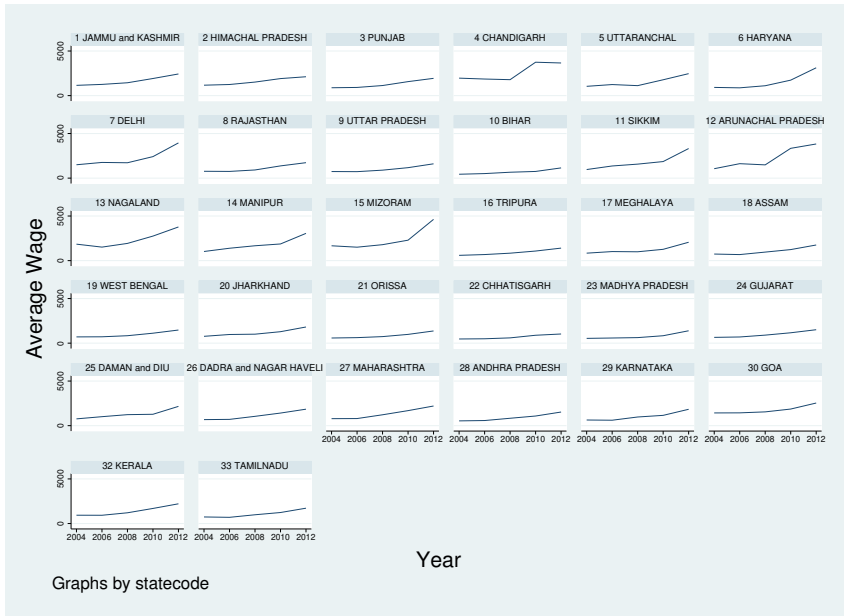 1 JAMMU and KASHMIR 2 HIMACHAL PRADESH 3 PUNJAB 4 CHANDIGARH 5 UTTARANCHAL 6 HARYANA
5000
0
7 DELHI 8 RAJASTHAN 9 UTTAR PRADESH 10 BIHAR 11 SIKKIM 12 ARUNACHAL PRADESH
5000
0
13 NAGALAND 14 MANIPUR 15 MIZORAM 16 TRIPURA 17 MEGHALAYA 18 ASSAM
5000
0
19 WEST BENGAL 20 JHARKHAND 21 ORISSA 22 CHHATISGARH 23 MADHYA PRADESH 24 GUJARAT
5000
0
25 DAMAN and DIU 26 DADRA and NAGAR HAVELI 27 MAHARASHTRA 28 ANDHRA PRADESH 29 KARNATAKA 30 GOA
5000
0
2004 2006 2008 2010 2012 2004 2006 2008 2010 2012 2004 2006 2008 2010 2012 2004 2006 2008 2010 2012
32 KERALA 33 TAMILNADU
5000
0
2004 2006 2008 2010 2012 2004 2006 2008 2010 2012
Average Wage
Year
Graphs by statecode